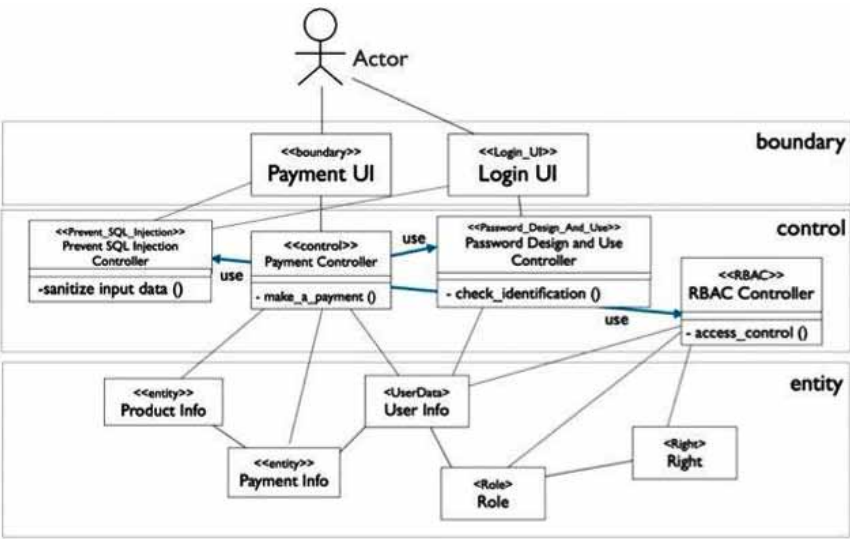 Actor
boundary
<<boundary>>
Payment UI
<<Login_UI>>
Login UI
control
<<Prevent_SQL_Injection>>
Prevent SQL Injection
Controller
-sanitize input data ()
use
<<control>>
Payment Controller
- make_a_payment ()
use
<<Password_Design_And_Use>>
Password Design and Use
Controller
- check_identification ()
use
<<RBAC>>
RBAC Controller
- access_control ()
entity
<<entity>>
Product Info
<UserData>
User Info
<<entity>>
Payment Info
<Role>
Role
<Right>
Right